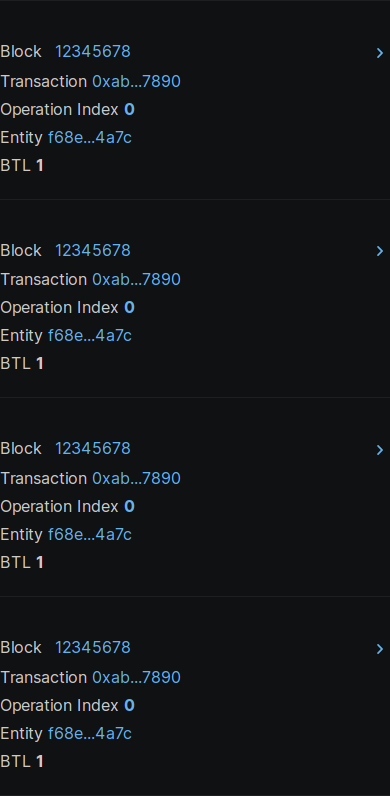 Block 12345678
Transaction 0xab...7890
Operation Index 0
Entity f68e...4a7c
BTL 1
Block 12345678
Transaction 0xab...7890
Operation Index 0
Entity f68e...4a7c
BTL 1
Block 12345678
Transaction 0xab...7890
Operation Index 0
Entity f68e...4a7c
BTL 1
Block 12345678
Transaction 0xab...7890
Operation Index 0
Entity f68e...4a7c
BTL 1